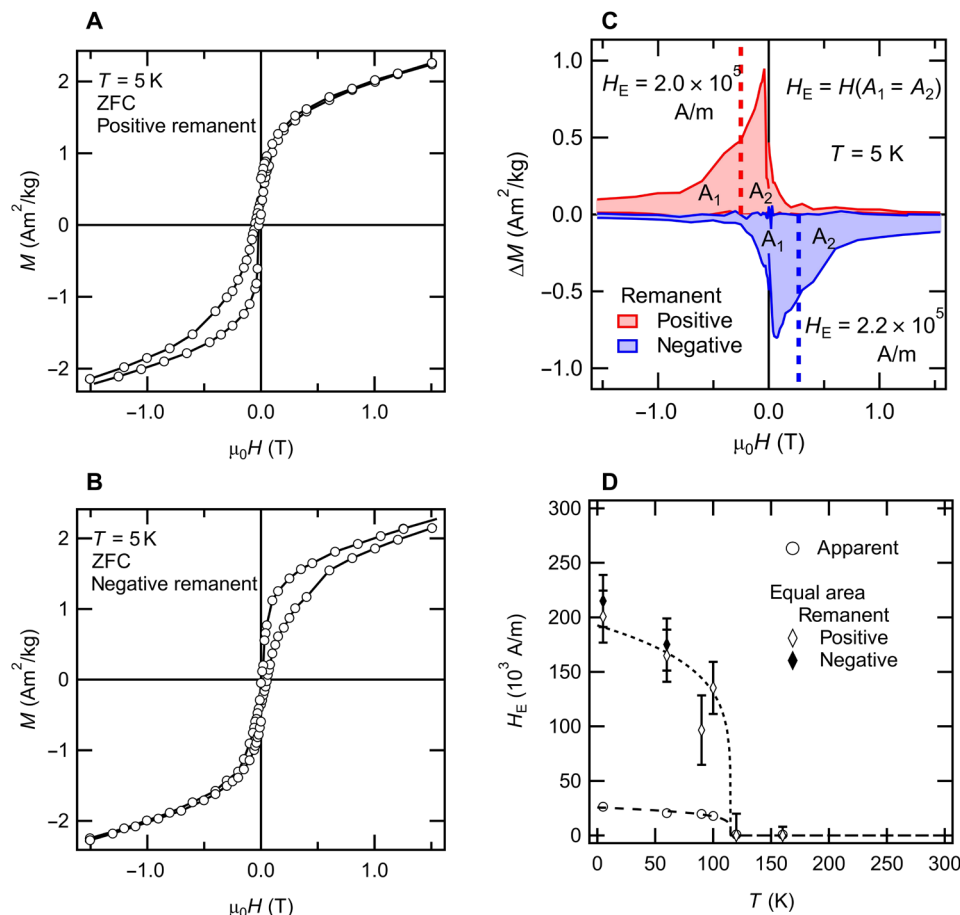 A
T = 5 K
ZFC
Positive remanent
2
1
0
−1
−2
M (Am²/kg)
−1.0
0.0
1.0
μ₀H (T)
C
H_E = 2.0 × 10⁵
A/m
H_E = H(A₁ = A₂)
T = 5 K
1.0
0.5
0.0
−0.5
−1.0
ΔM (Am²/kg)
A₁
A₂
A₁
A₂
Remanent
Positive
Negative
H_E = 2.2 × 10⁵
A/m
−1.0
0.0
1.0
μ₀H (T)
B
T = 5 K
ZFC
Negative remanent
2
1
0
−1
−2
M (Am²/kg)
−1.0
0.0
1.0
μ₀H (T)
D
300
250
200
150
100
50
0
H_E (10³ A/m)
Apparent
Equal area
Remanent
Positive
Negative
0
50
100
150
200
250
300
T (K)